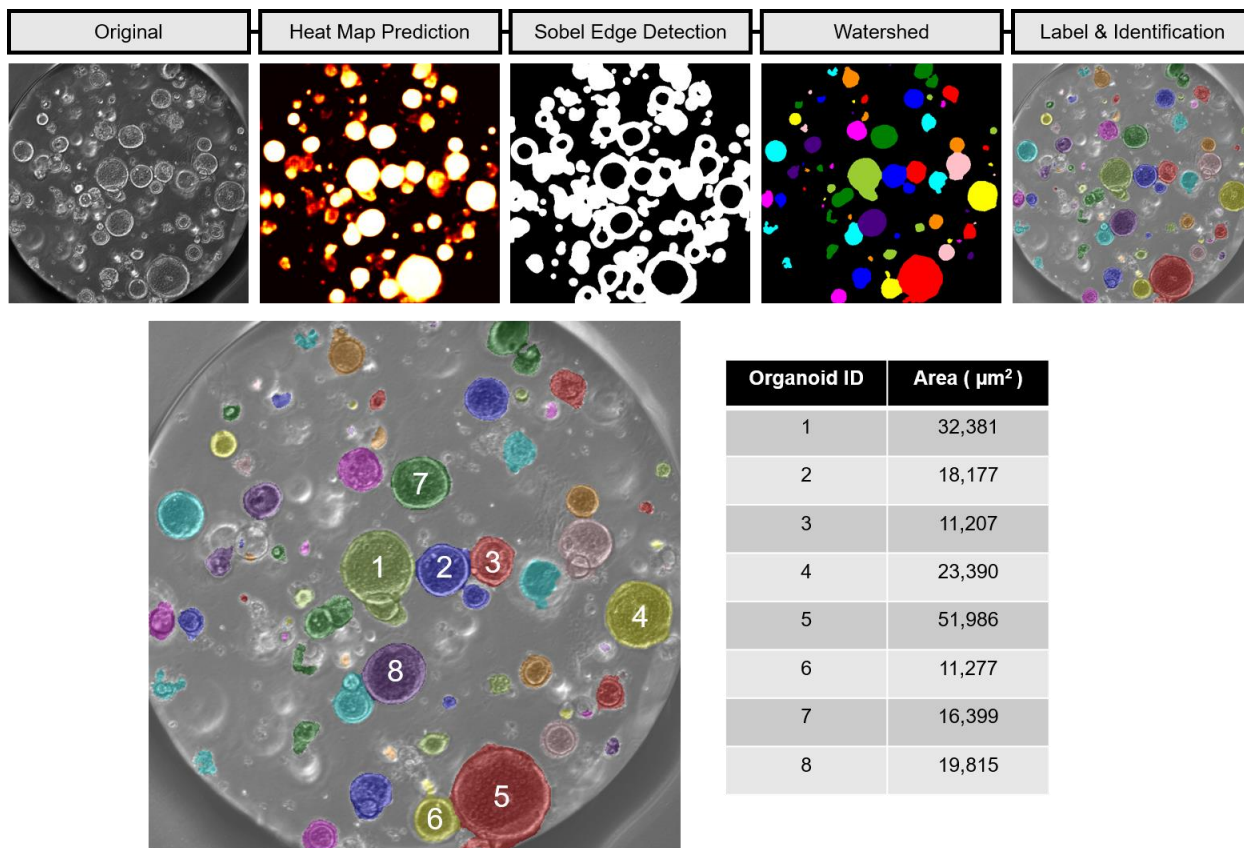 Original
Heat Map Prediction
Sobel Edge Detection
Watershed
Label & Identification
7
1
2
3
4
8
5
6
Organoid ID Area ( µm² )
1 32,381
2 18,177
3 11,207
4 23,390
5 51,986
6 11,277
7 16,399
8 19,815